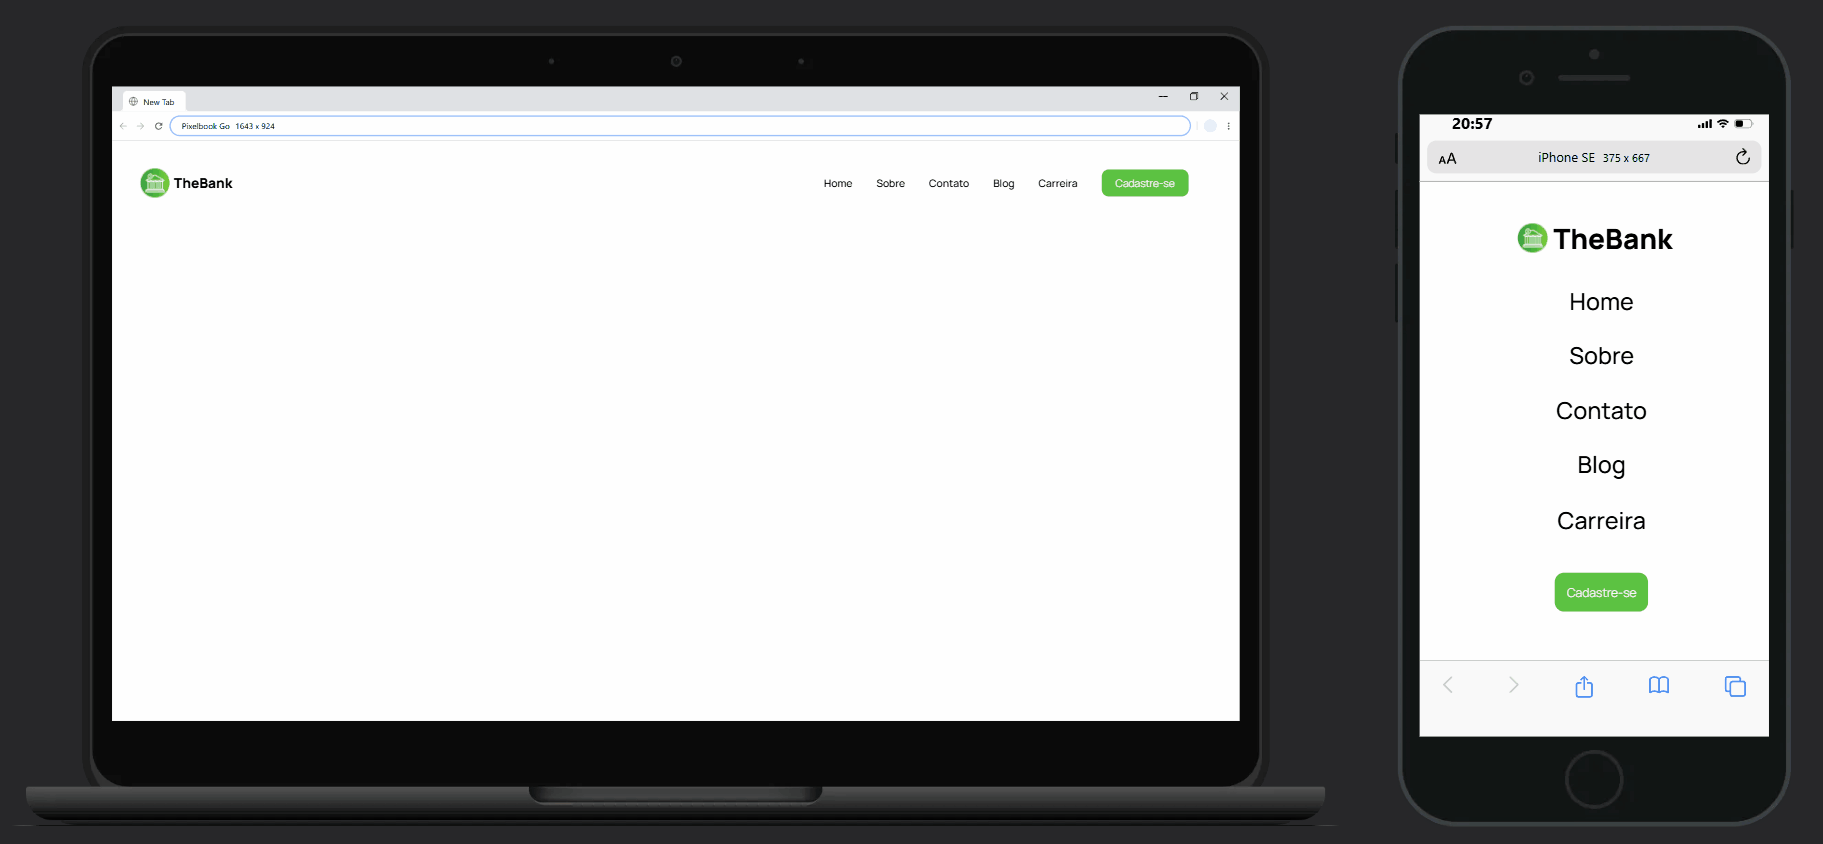 New Tab
Pixelbook Go 1643 x 924
TheBank
Home Sobre Contato Blog Carreira Cadastre-se
20:57
AA iPhone SE 375 x 667
TheBank
Home
Sobre
Contato
Blog
Carreira
Cadastre-se